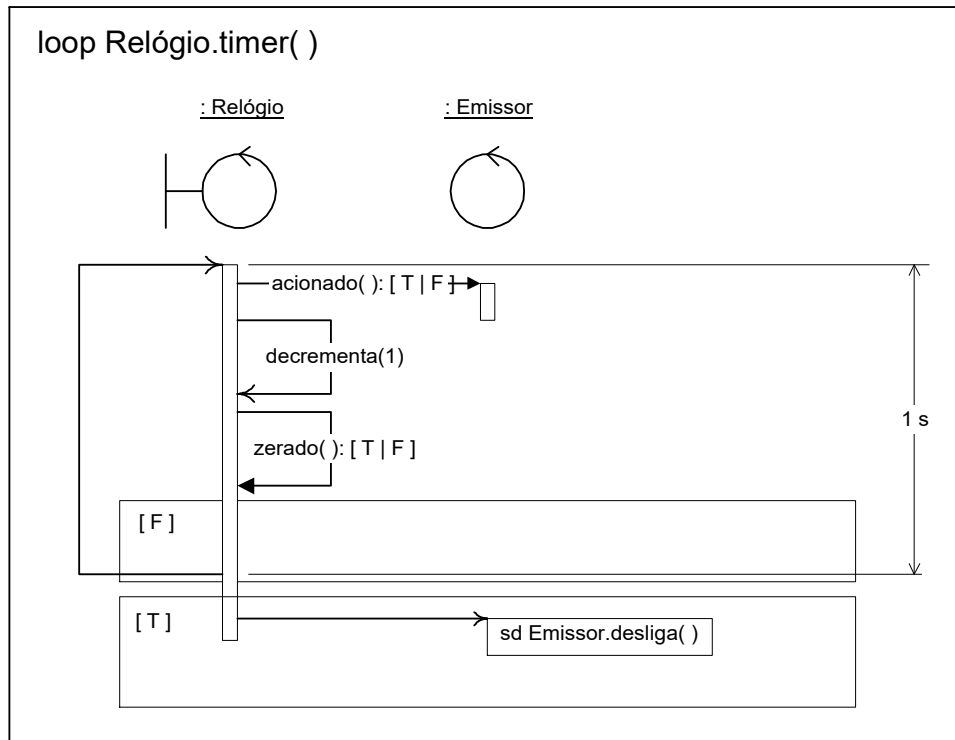 loop Relógio.timer( )
: Relógio
: Emissor
acionado( ): [ T | F ]
decrementa(1)
1 s
zerado( ): [ T | F ]
[ F ]
[ T ]
sd Emissor.desliga( )